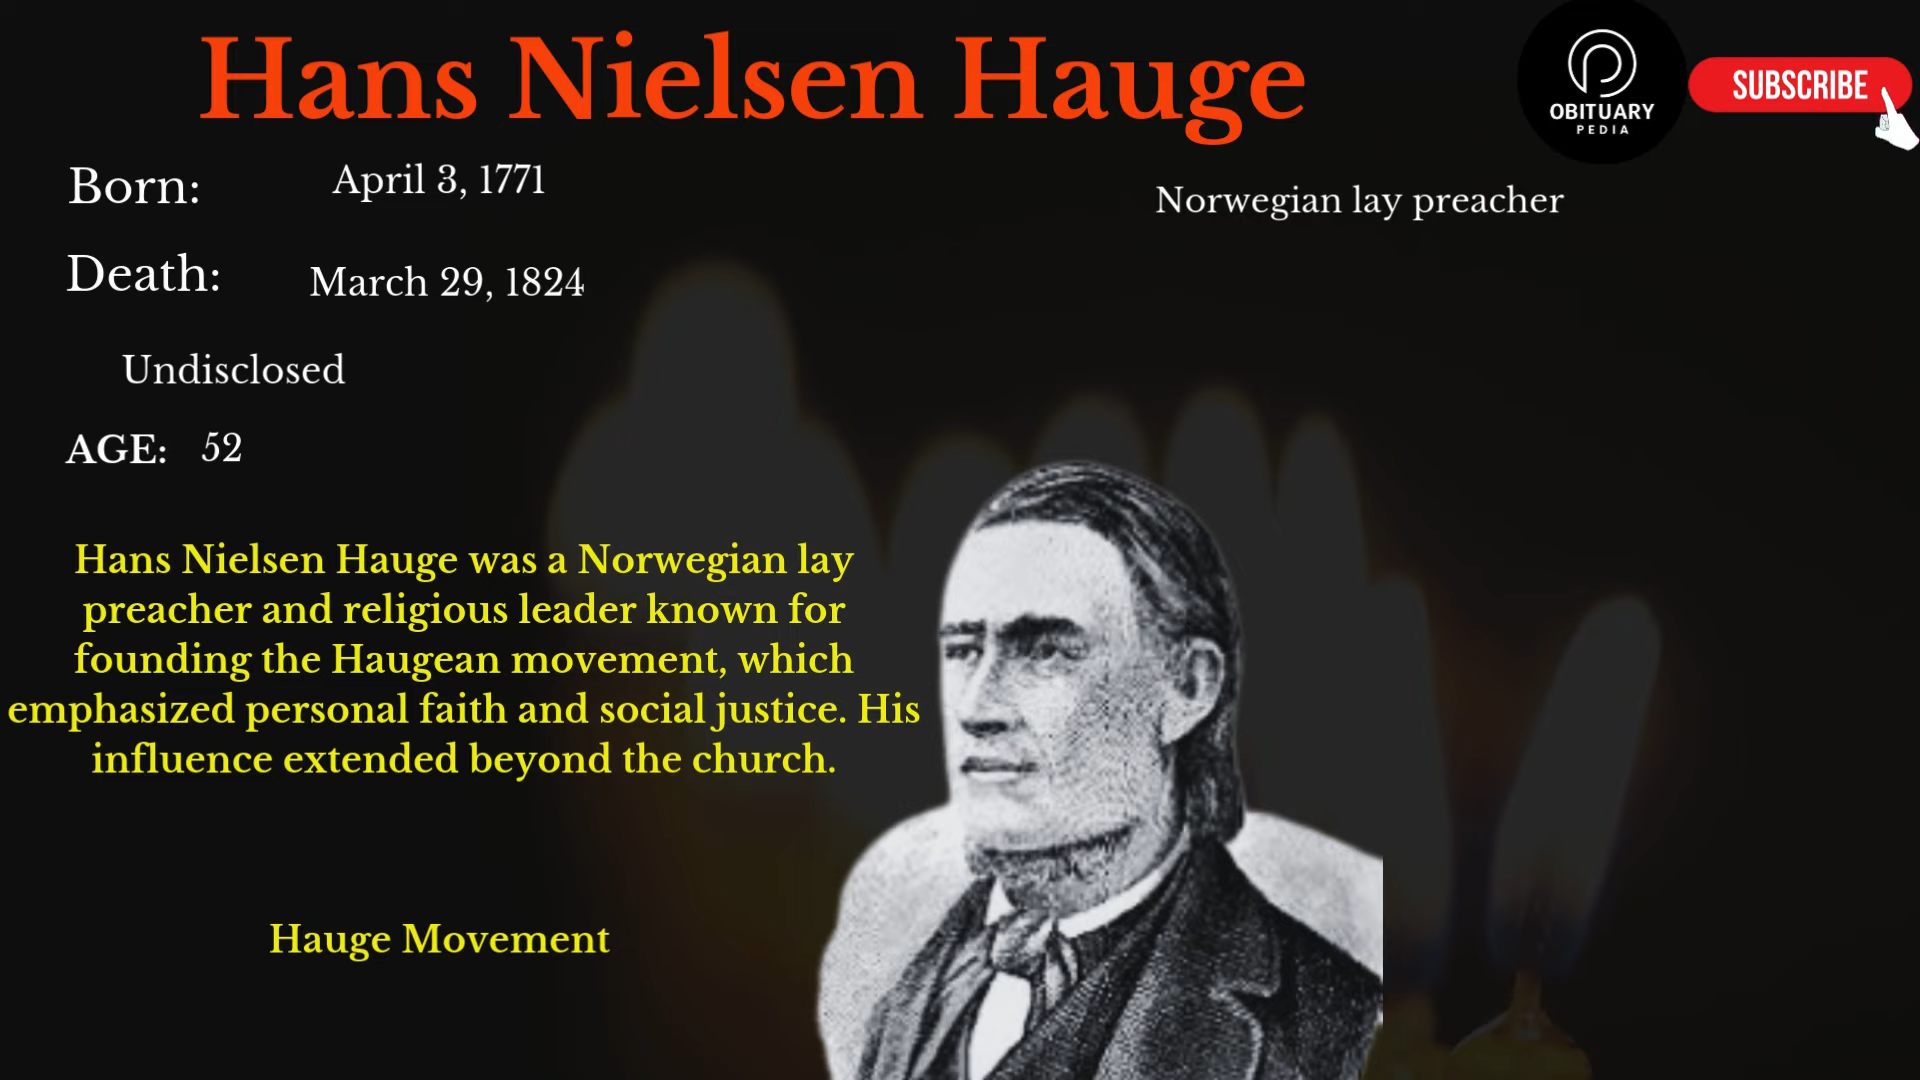 Hans Nielsen Hauge
OBITUARY
PEDIA
SUBSCRIBE
Born: April 3, 1771
Norwegian lay preacher
Death: March 29, 1824
Undisclosed
AGE: 52
Hans Nielsen Hauge was a Norwegian lay
preacher and religious leader known for
founding the Haugean movement, which
emphasized personal faith and social justice. His
influence extended beyond the church.
Hauge Movement